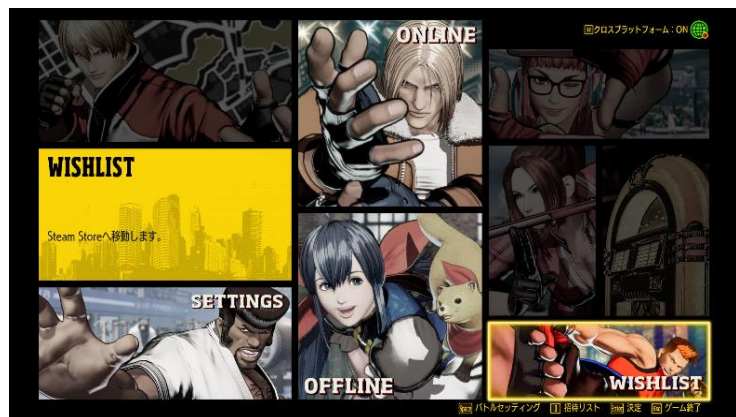 ONLINE
Mクロスプラットフォーム：ON
WISHLIST
Steam Storeへ移動します。
SETTINGS
OFFLINE
WISHLIST
バトルセッティング 招待リスト 決定 ESC ゲーム終了